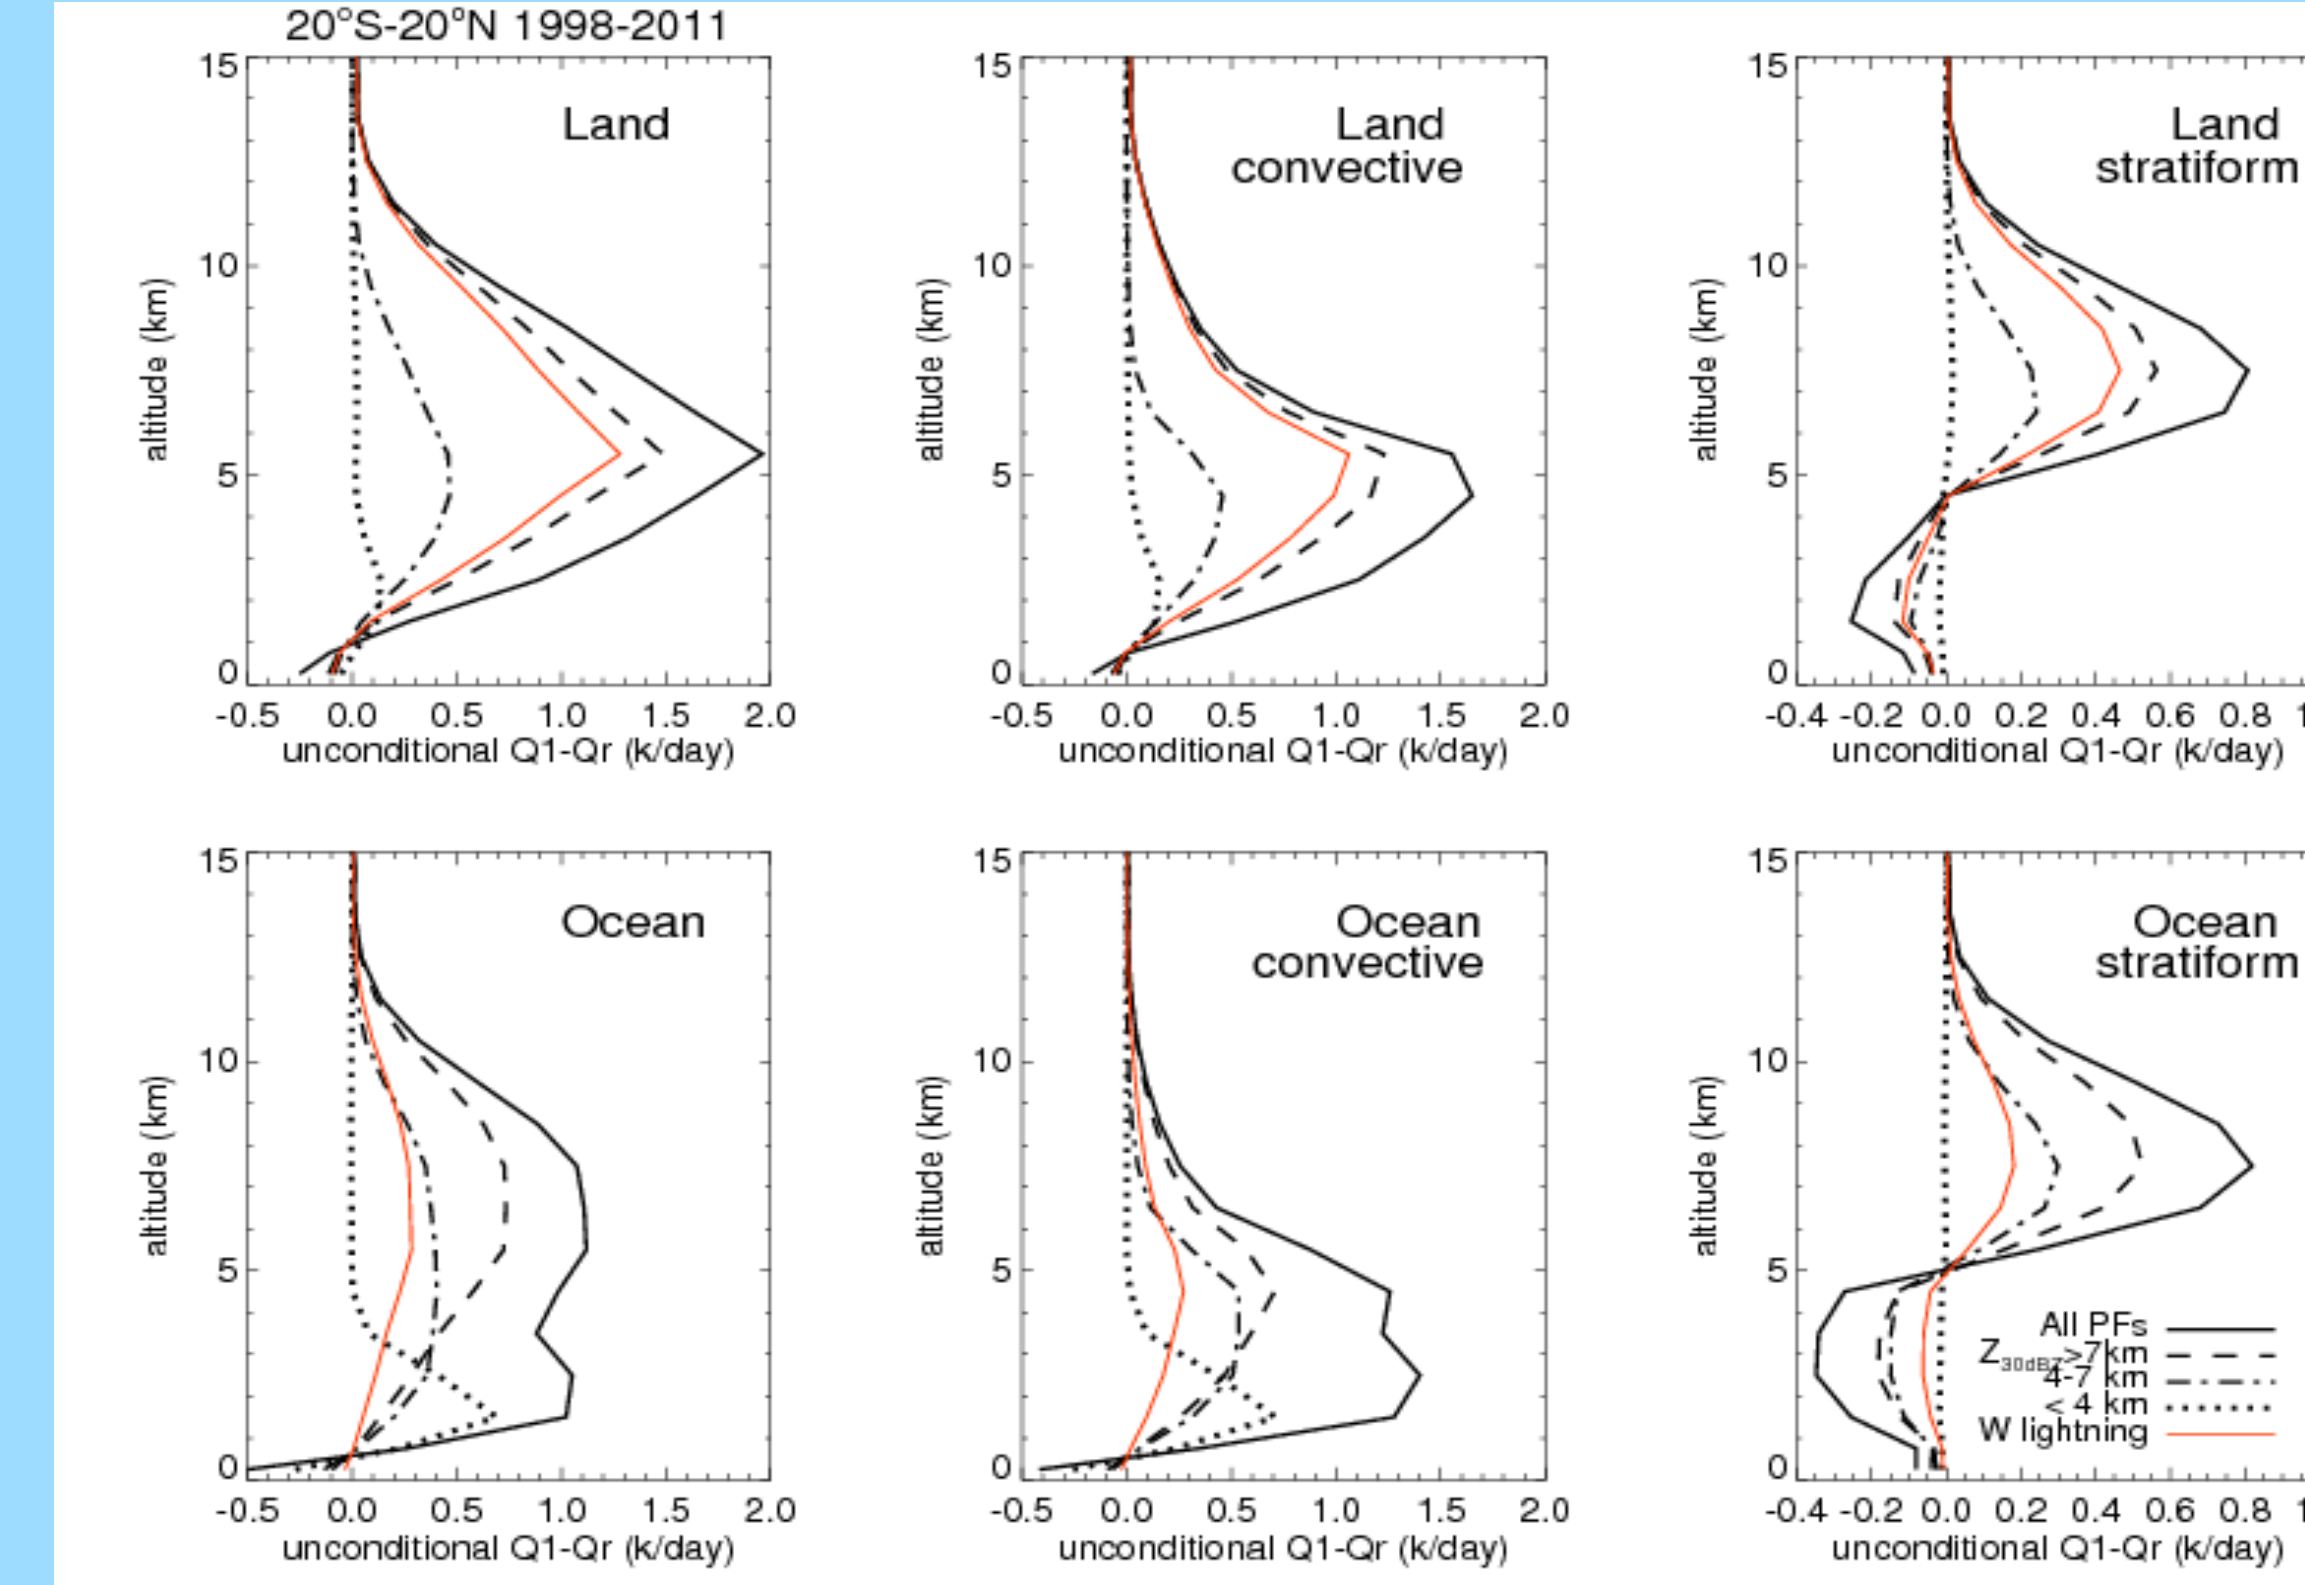 20°S-20°N 1998-2011
15
Land
10
altitude (km)
5
0
-0.5 0.0 0.5 1.0 1.5 2.0
unconditional Q1-Qr (k/day)
15
Land
convective
10
altitude (km)
5
0
-0.5 0.0 0.5 1.0 1.5 2.0
unconditional Q1-Qr (k/day)
15
Land
stratiform
10
altitude (km)
5
0
-0.4 -0.2 0.0 0.2 0.4 0.6 0.8
unconditional Q1-Qr (k/day)
15
Ocean
10
altitude (km)
5
0
-0.5 0.0 0.5 1.0 1.5 2.0
unconditional Q1-Qr (k/day)
15
Ocean
convective
10
altitude (km)
5
0
-0.5 0.0 0.5 1.0 1.5 2.0
unconditional Q1-Qr (k/day)
15
Ocean
stratiform
10
altitude (km)
5
0
All PFs
Z30dBZ>7km
4-7 km
< 4 km
W lightning
-0.4 -0.2 0.0 0.2 0.4 0.6 0.8
unconditional Q1-Qr (k/day)